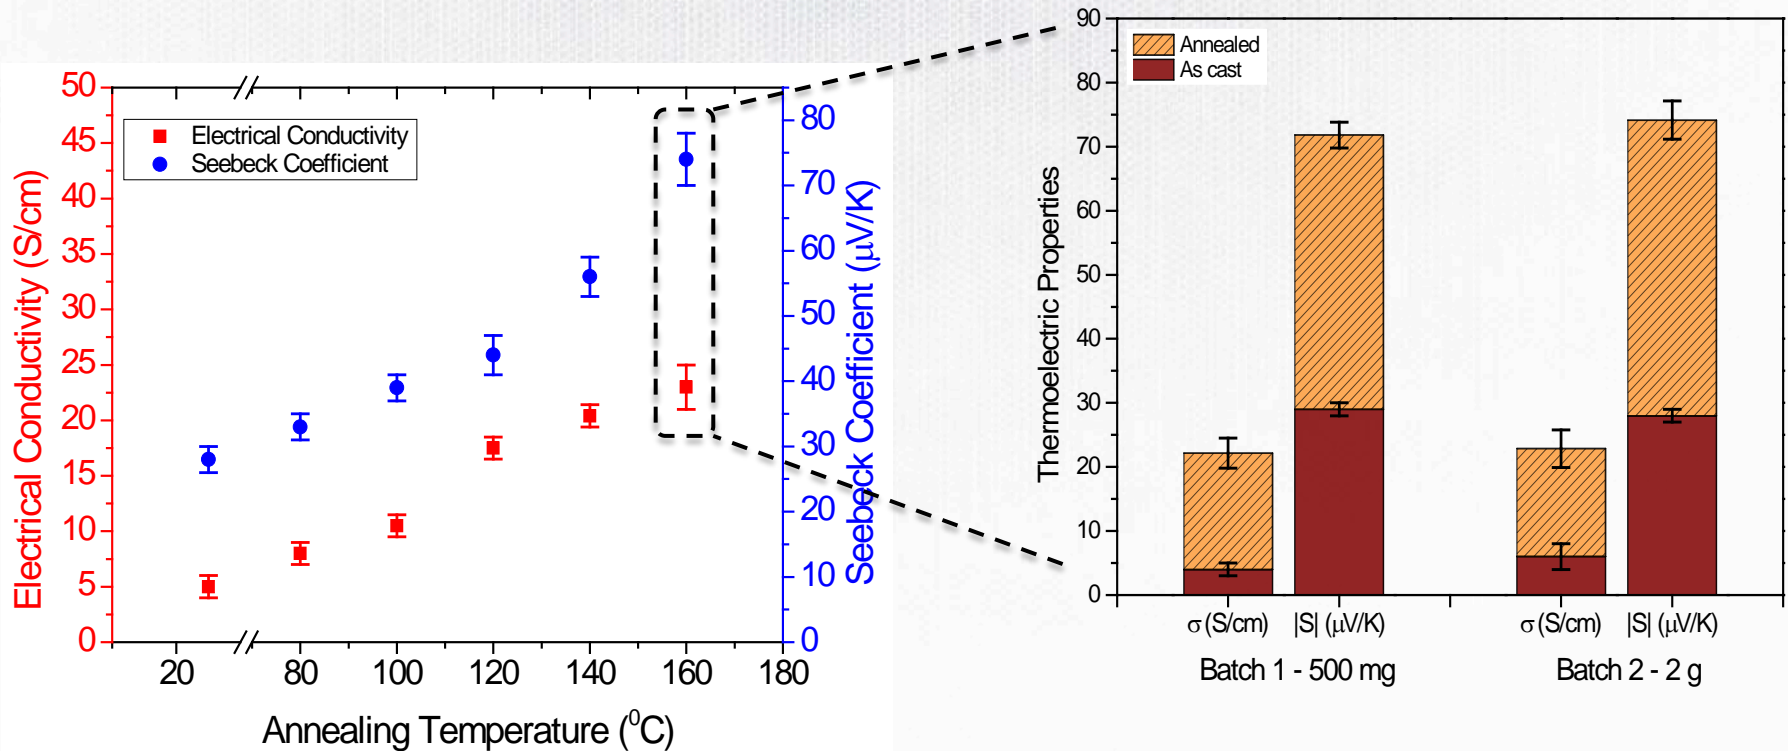 50
45
40
35
30
25
20
15
10
5
0
Electrical Conductivity (S/cm)
Electrical Conductivity
Seebeck Coefficient
80
70
60
50
40
30
20
10
0
Seebeck Coefficient (μV/K)
20 80 100 120 140 160 180
Annealing Temperature (⁰C)
90
80
70
60
50
40
30
20
10
0
Thermoelectric Properties
Annealed
As cast
σ (S/cm) |S| (μV/K) σ (S/cm) |S| (μV/K)
Batch 1 - 500 mg Batch 2 - 2 g